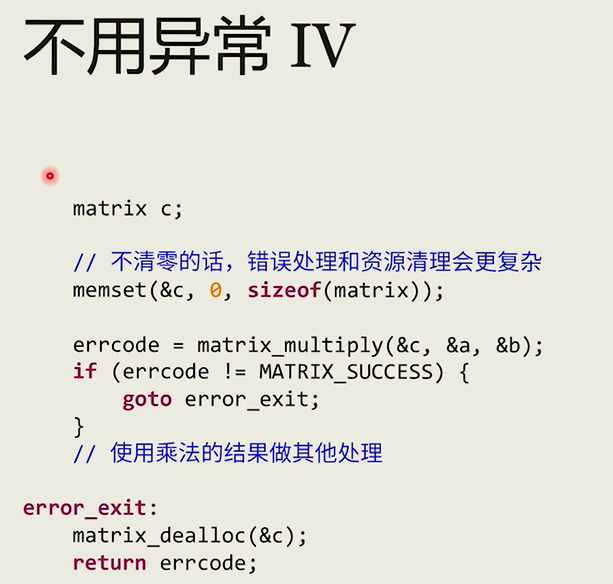 不用异常 IV
matrix c;
// 不清零的话，错误处理和资源清理会更复杂
memset(&c, 0, sizeof(matrix));
errcode = matrix_multiply(&c, &a, &b);
if (errcode != MATRIX_SUCCESS) {
goto error_exit;
}
// 使用乘法的结果做其他处理
error_exit:
matrix_dealloc(&c);
return errcode;